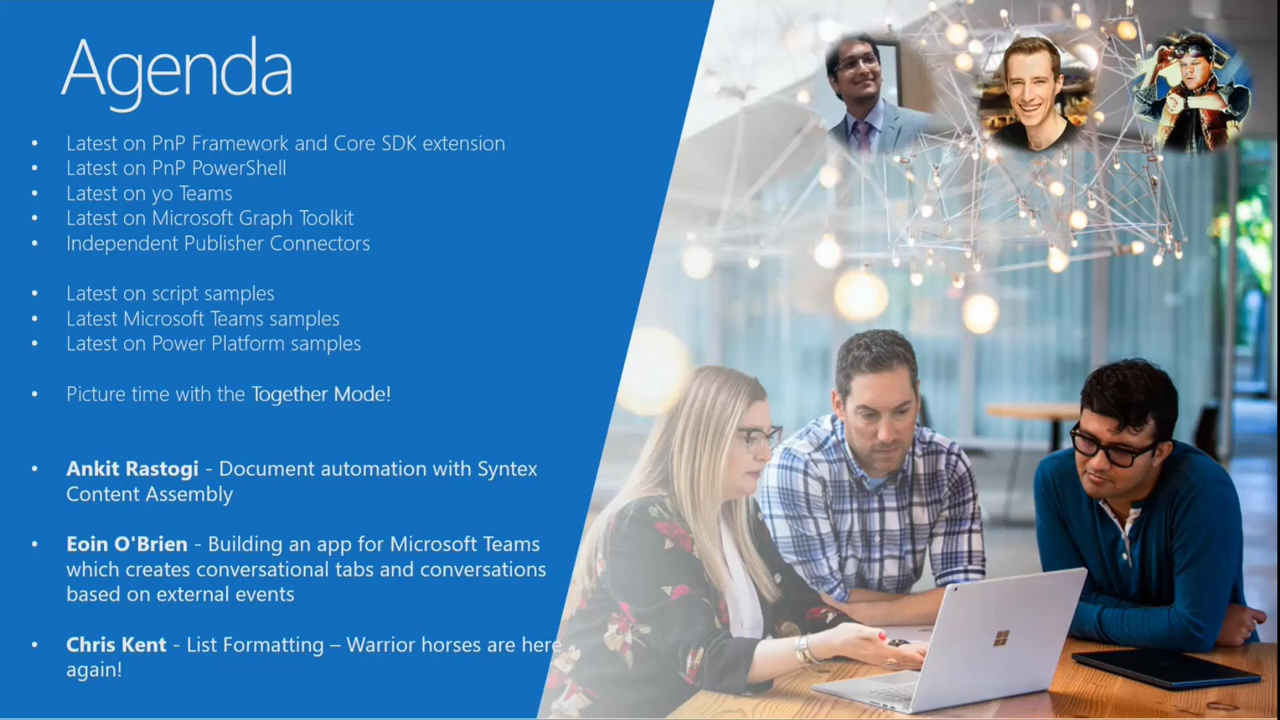 Agenda
• Latest on PnP Framework and Core SDK extension
• Latest on PnP PowerShell
• Latest on yo Teams
• Latest on Microsoft Graph Toolkit
• Independent Publisher Connectors
• Latest on script samples
• Latest Microsoft Teams samples
• Latest on Power Platform samples
• Picture time with the Together Mode!
• Ankit Rastogi - Document automation with Syntex
Content Assembly
• Eoin O'Brien - Building an app for Microsoft Teams
which creates conversational tabs and conversations
based on external events
• Chris Kent - List Formatting – Warrior horses are here
again!